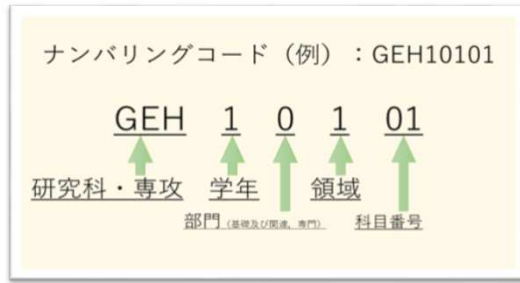 ナンバリングコード（例）：GEH10101
GEH 1 0 1 01
研究科・専攻 学年 領域
部門（基礎及び関連、専門） 科目番号